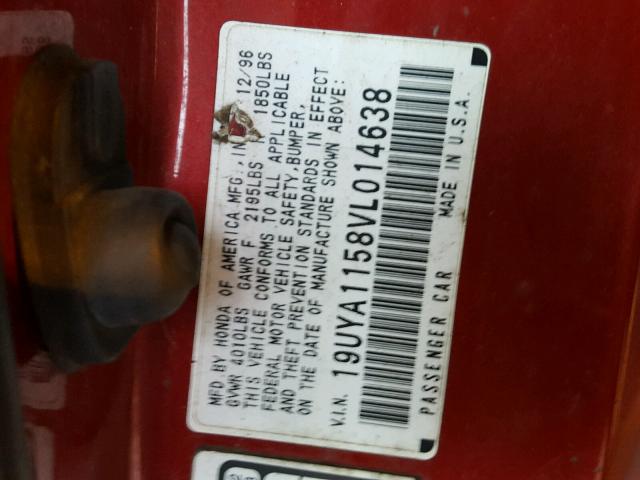 MFD BY HONDA OF AMERICA MFG., IN 12/96
GVWR 4010LBS GAWR F 2195LBS 1850LBS
THIS VEHICLE CONFORMS TO ALL APPLICABLE
FEDERAL MOTOR VEHICLE SAFETY, BUMPER,
AND THEFT PREVENTION STANDARDS IN EFFECT
ON THE DATE OF MANUFACTURE SHOWN ABOVE:
V.I.N. 19UYA1158VL014638
PASSENGER CAR MADE IN U.S.A.